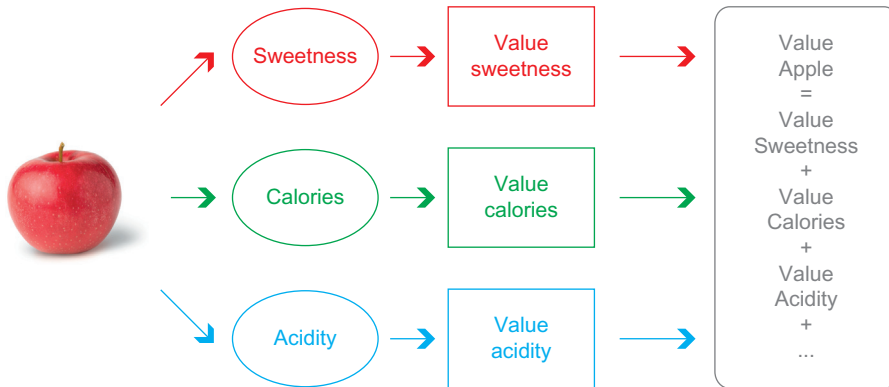 Sweetness
Value
sweetness
Calories
Value
calories
Acidity
Value
acidity
Value
Apple
=
Value
Sweetness
+
Value
Calories
+
Value
Acidity
+
...